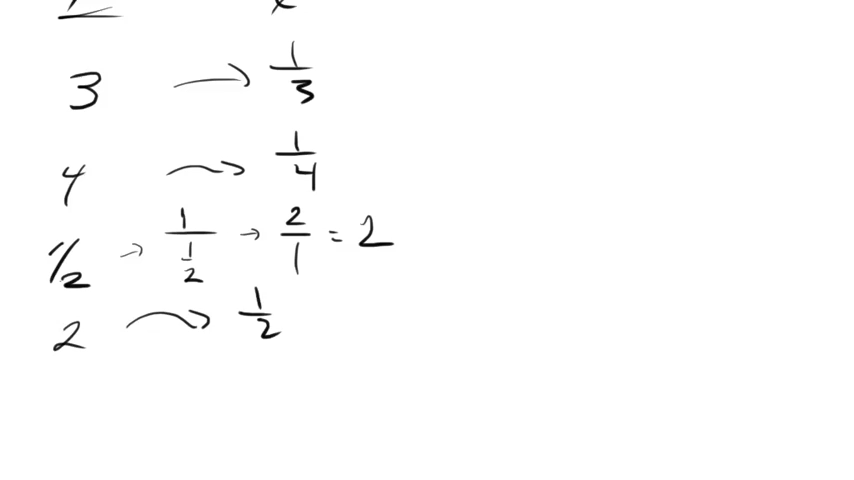 3 → 1/3
4 → 1/4
1/2 → 1/(1/2) → 2/1 = 2
2 → 1/2